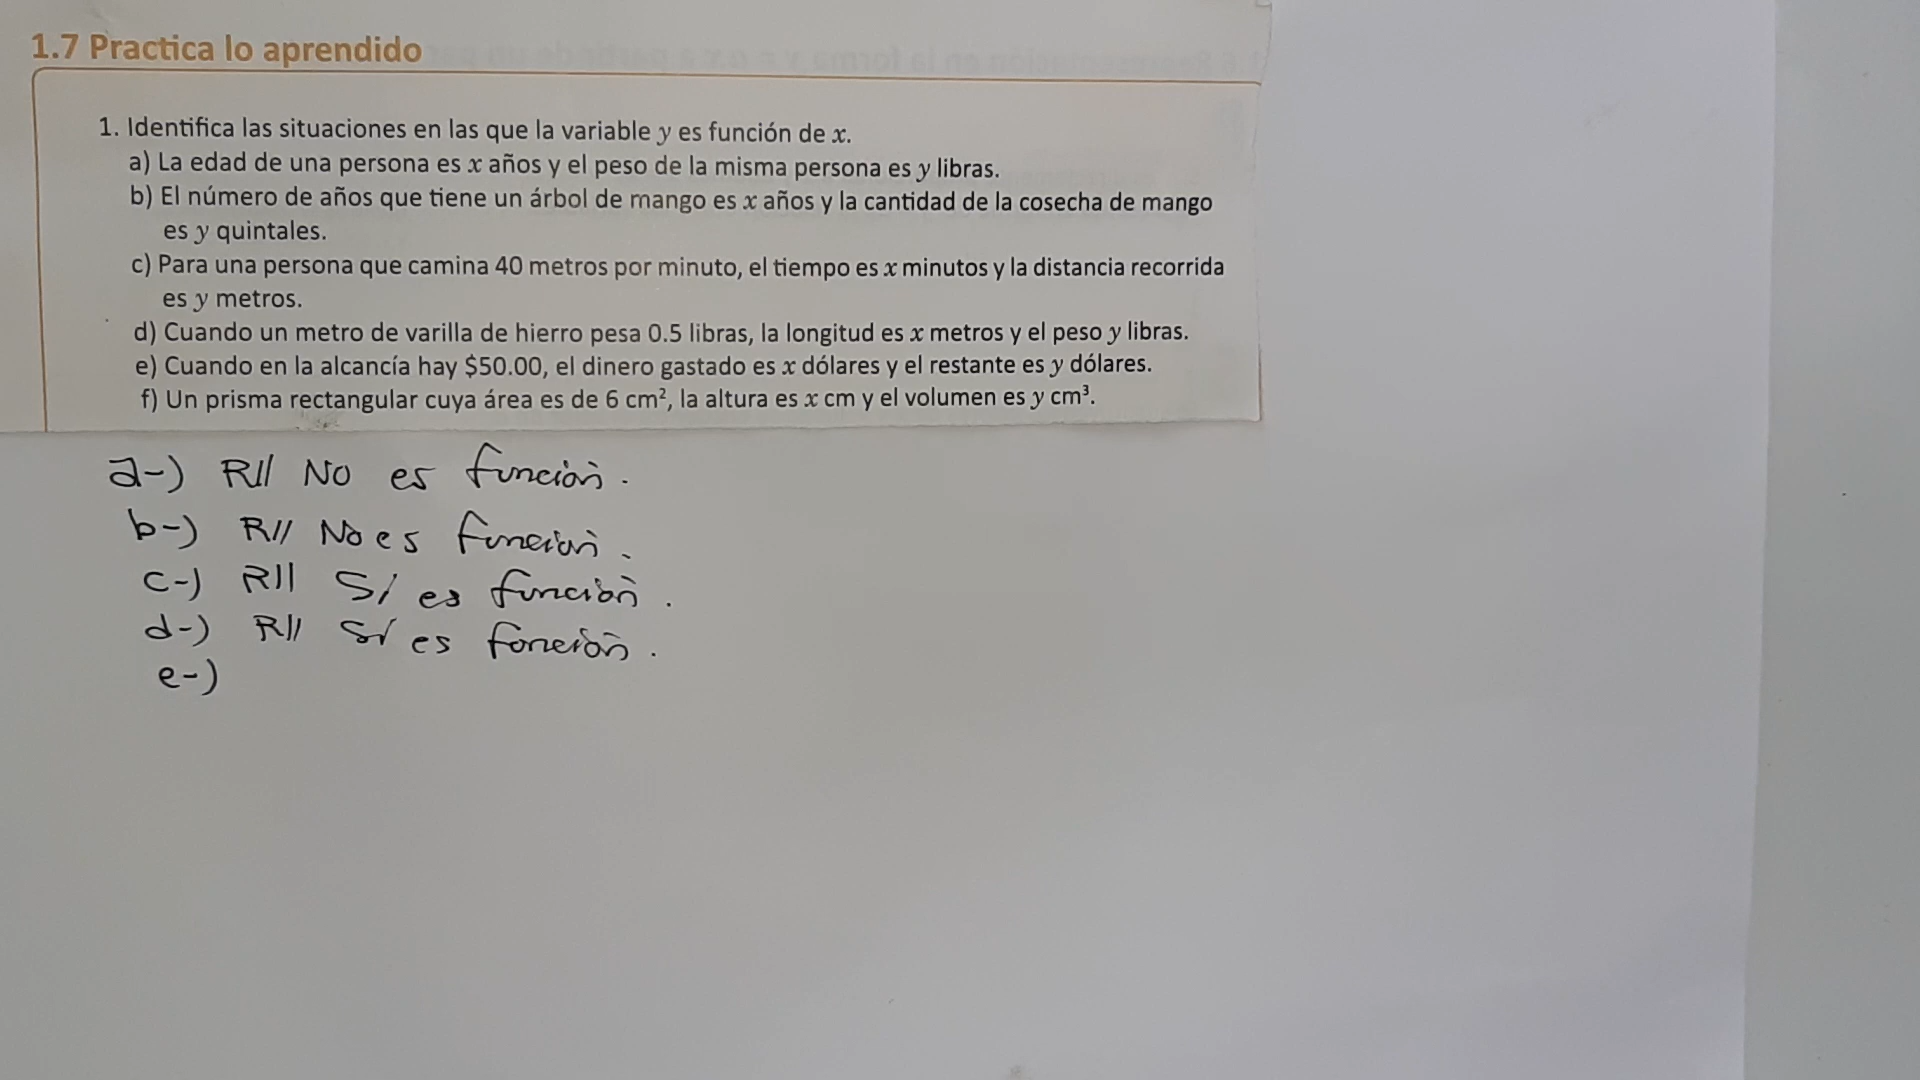 1.7 Practica lo aprendido
1. Identifica las situaciones en las que la variable y es función de x.
a) La edad de una persona es x años y el peso de la misma persona es y libras.
b) El número de años que tiene un árbol de mango es x años y la cantidad de la cosecha de mango
es y quintales.
c) Para una persona que camina 40 metros por minuto, el tiempo es x minutos y la distancia recorrida
es y metros.
d) Cuando un metro de varilla de hierro pesa 0.5 libras, la longitud es x metros y el peso y libras.
e) Cuando en la alcancía hay $50.00, el dinero gastado es x dólares y el restante es y dólares.
f) Un prisma rectangular cuya área es de 6 cm², la altura es x cm y el volumen es y cm³.
a-) R// No es función.
b-) R// No es función.
c-) R// Sí es función.
d-) R// Sí es función.
e-)